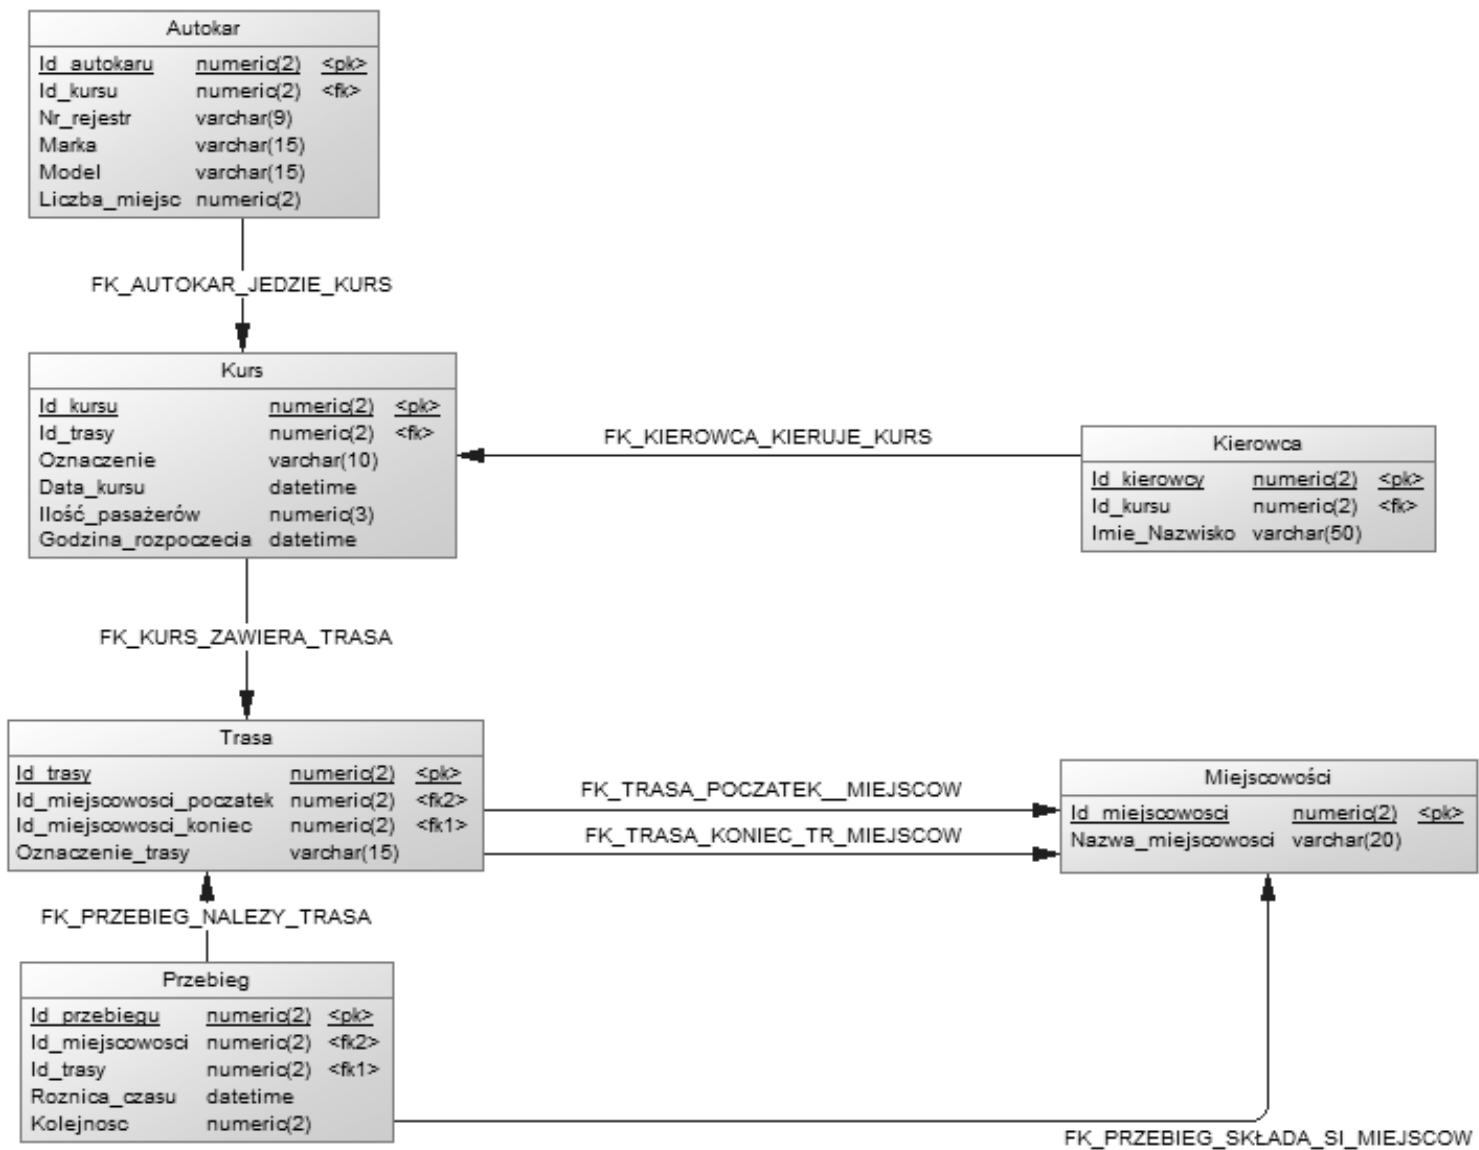 Autokar
Id_autokaru numeric(2) <pk>
Id_kursu numeric(2) <fk>
Nr_rejestr varchar(9)
Marka varchar(15)
Model varchar(15)
Liczba_miejsc numeric(2)
FK_AUTOKAR_JEDZIE_KURS
Kurs
Id_kursu numeric(2) <pk>
Id_trasy numeric(2) <fk>
Oznaczenie varchar(10)
Data_kursu datetime
Ilość_pasażerów numeric(3)
Godzina_rozpoczecia datetime
FK_KIEROWCA_KIERUJE_KURS
Kierowca
Id_kierowcy numeric(2) <pk>
Id_kursu numeric(2) <fk>
Imie_Nazwisko varchar(50)
FK_KURS_ZAWIERA_TRASA
Trasa
Id_trasy numeric(2) <pk>
Id_miejscowosci_poczatek numeric(2) <fk2>
Id_miejscowosci_koniec numeric(2) <fk1>
Oznaczenie_trasy varchar(15)
FK_TRASA_POCZATEK__MIEJSCOW
FK_TRASA_KONIEC_TR_MIEJSCOW
Miejscowości
Id_miejscowosci numeric(2) <pk>
Nazwa_miejscowosci varchar(20)
FK_PRZEBIEG_NALEZY_TRASA
Przebieg
Id_przebiegu numeric(2) <pk>
Id_miejscowosci numeric(2) <fk2>
Id_trasy numeric(2) <fk1>
Roznica_czasu datetime
Kolejnosc numeric(2)
FK_PRZEBIEG_SKŁADA_SI_MIEJSCOW